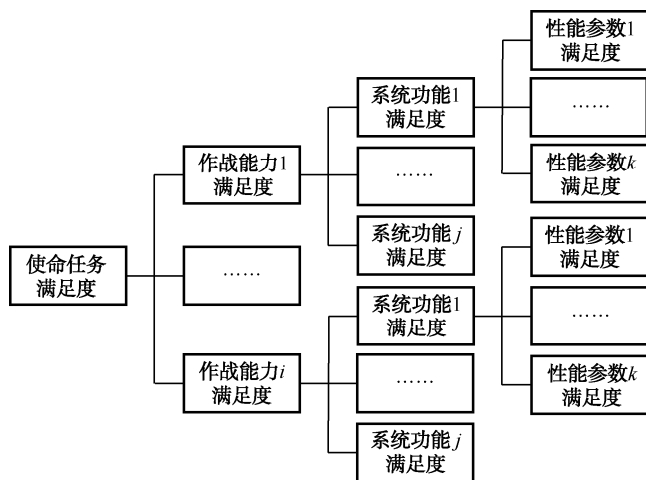 使命任务
满足度
作战能力1
满足度
……
作战能力i
满足度
系统功能1
满足度
……
系统功能j
满足度
系统功能1
满足度
……
系统功能j
满足度
性能参数1
满足度
……
性能参数k
满足度
性能参数1
满足度
……
性能参数k
满足度